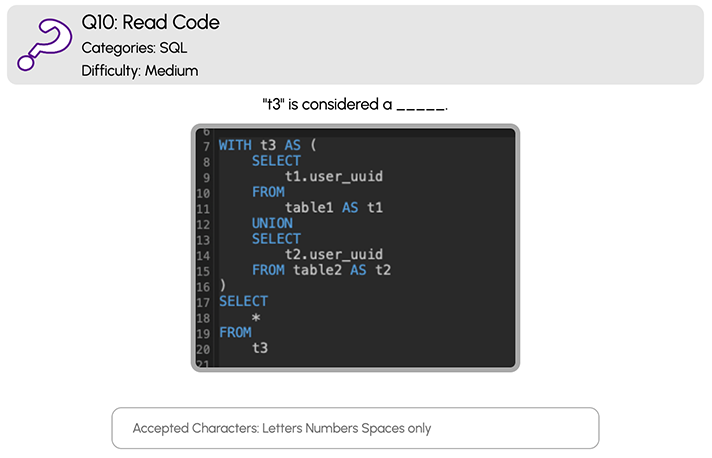 Q10: Read Code
Categories: SQL
Difficulty: Medium
"t3" is considered a _____.
6
7 WITH t3 AS (
8 SELECT
9 t1.user_uuid
10 FROM
11 table1 AS t1
12 UNION
13 SELECT
14 t2.user_uuid
15 FROM table2 AS t2
16 )
17 SELECT
18 *
19 FROM
20 t3
21
Accepted Characters: Letters Numbers Spaces only